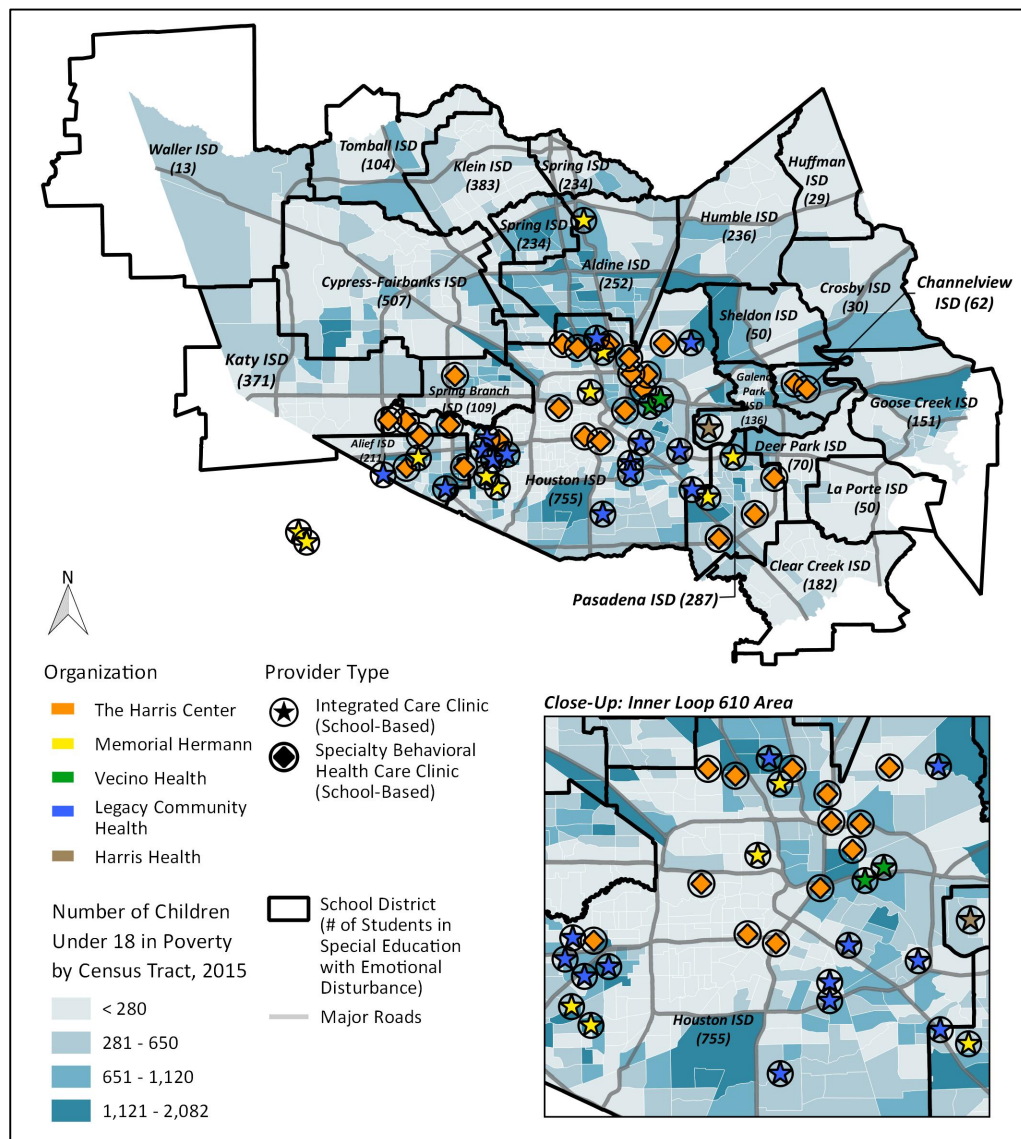 Waller ISD
(13)
Tomball ISD
(104)
Klein ISD
(383)
Spring ISD
(234)
Huffman
ISD
(29)
Humble ISD
(236)
Spring ISD
(234)
Aldine ISD
(252)
Cypress-Fairbanks ISD
(507)
Crosby ISD
(30)
Channelview
ISD (62)
Sheldon ISD
(50)
Katy ISD
(371)
Spring Branch
ISD (109)
Galena
Park
ISD
(136)
Goose Creek ISD
(151)
Alief ISD
(211)
Deer Park ISD
(70)
Houston ISD
(755)
La Porte ISD
(50)
Clear Creek ISD
(182)
Pasadena ISD (287)
N
Organization
The Harris Center
Memorial Hermann
Vecino Health
Legacy Community
Health
Harris Health
Provider Type
Integrated Care Clinic
(School-Based)
Specialty Behavioral
Health Care Clinic
(School-Based)
Number of Children
Under 18 in Poverty
by Census Tract, 2015
< 280
281 - 650
651 - 1,120
1,121 - 2,082
School District
(# of Students in
Special Education
with Emotional
Disturbance)
Major Roads
Close-Up: Inner Loop 610 Area
Houston ISD
(755)